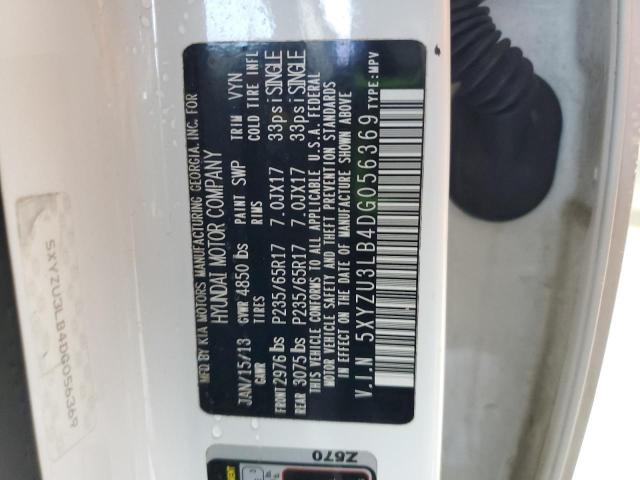 MFD BY KIA MOTORS MANUFACTURING GEORGIA, INC. FOR
HYUNDAI MOTOR COMPANY
JAN/15/13 GVWR 4850 lbs PAINT SWP TRIM VYN
GAWR TIRES RIMS COLD TIRE INFL
FRONT 2976 lbs P235/65R17 7.0JX17 33psi SINGLE
REAR 3075 lbs P235/65R17 7.0JX17 33psi SINGLE
THIS VEHICLE CONFORMS TO ALL APPLICABLE U.S.A. FEDERAL
MOTOR VEHICLE SAFETY AND THEFT PREVENTION STANDARDS
IN EFFECT ON THE DATE OF MANUFACTURE SHOWN ABOVE
V.I.N 5XYZU3LB4DG056369 TYPE:MPV
5XYZU3LB4DG056369
Z670